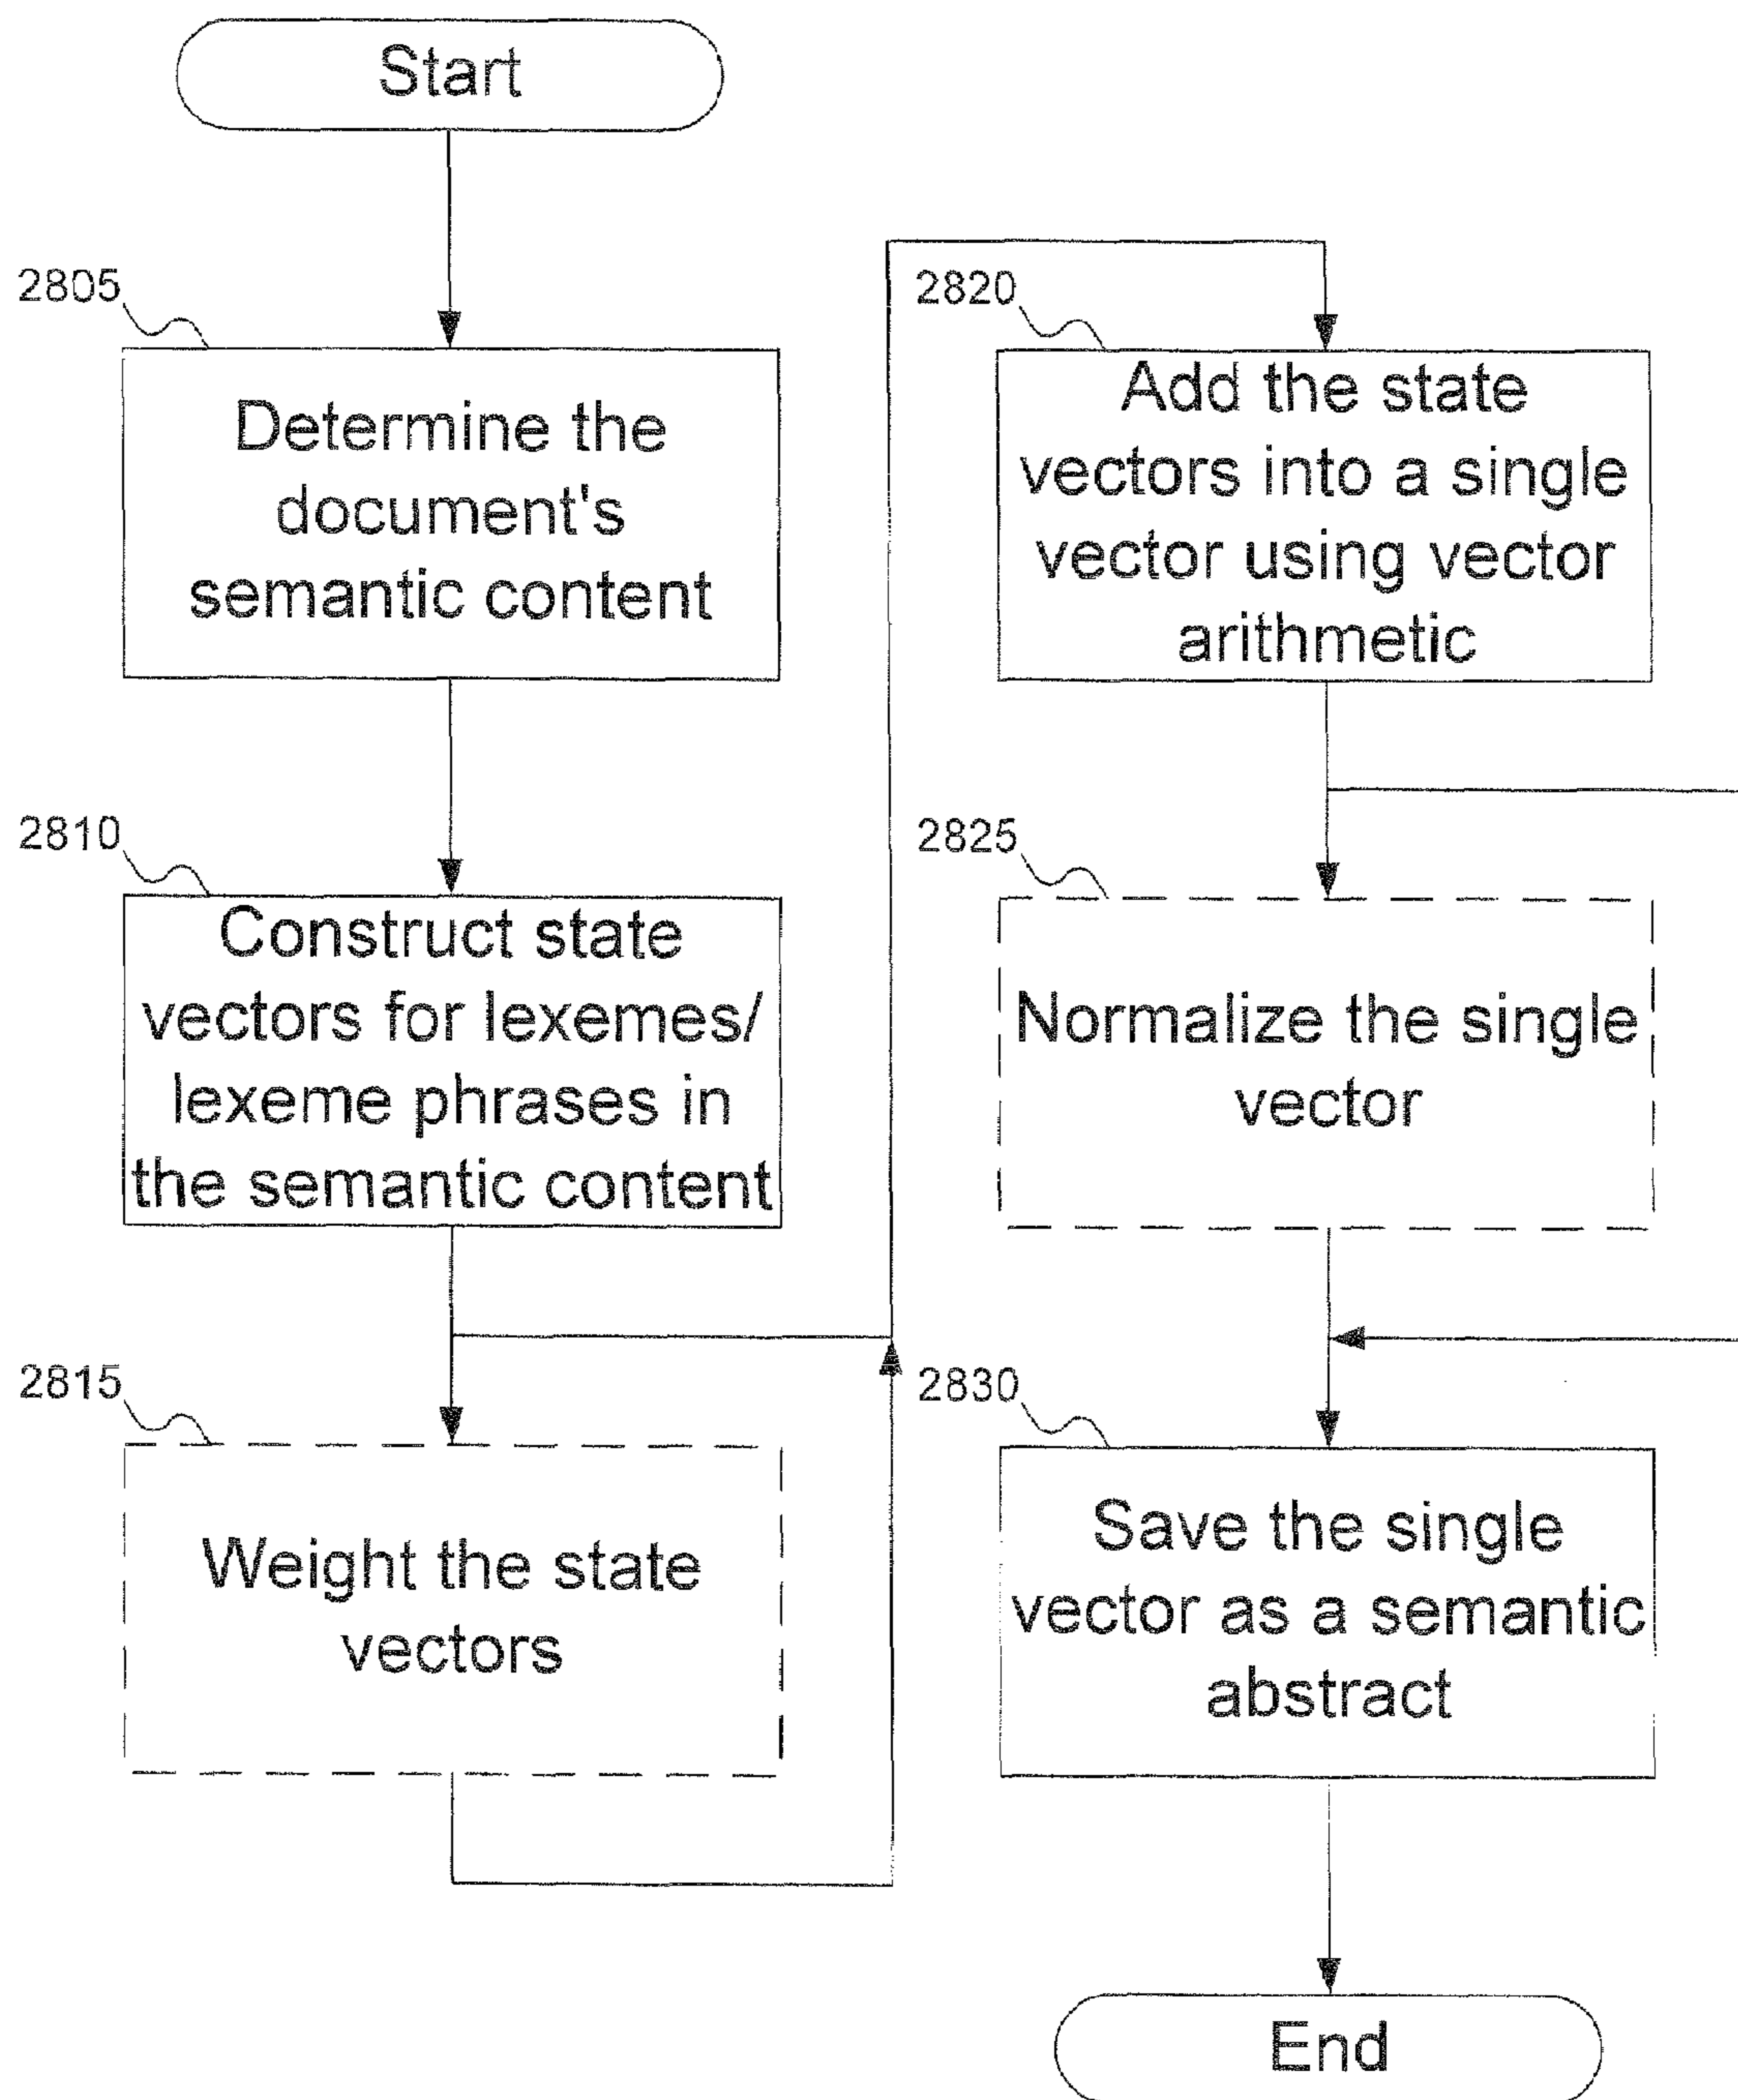 Start
2805
Determine the
document's
semantic content
2810
Construct state
vectors for lexemes/
lexeme phrases in
the semantic content
2815
Weight the state
vectors
2820
Add the state
vectors into a single
vector using vector
arithmetic
2825
Normalize the single
vector
2830
Save the single
vector as a semantic
abstract
End